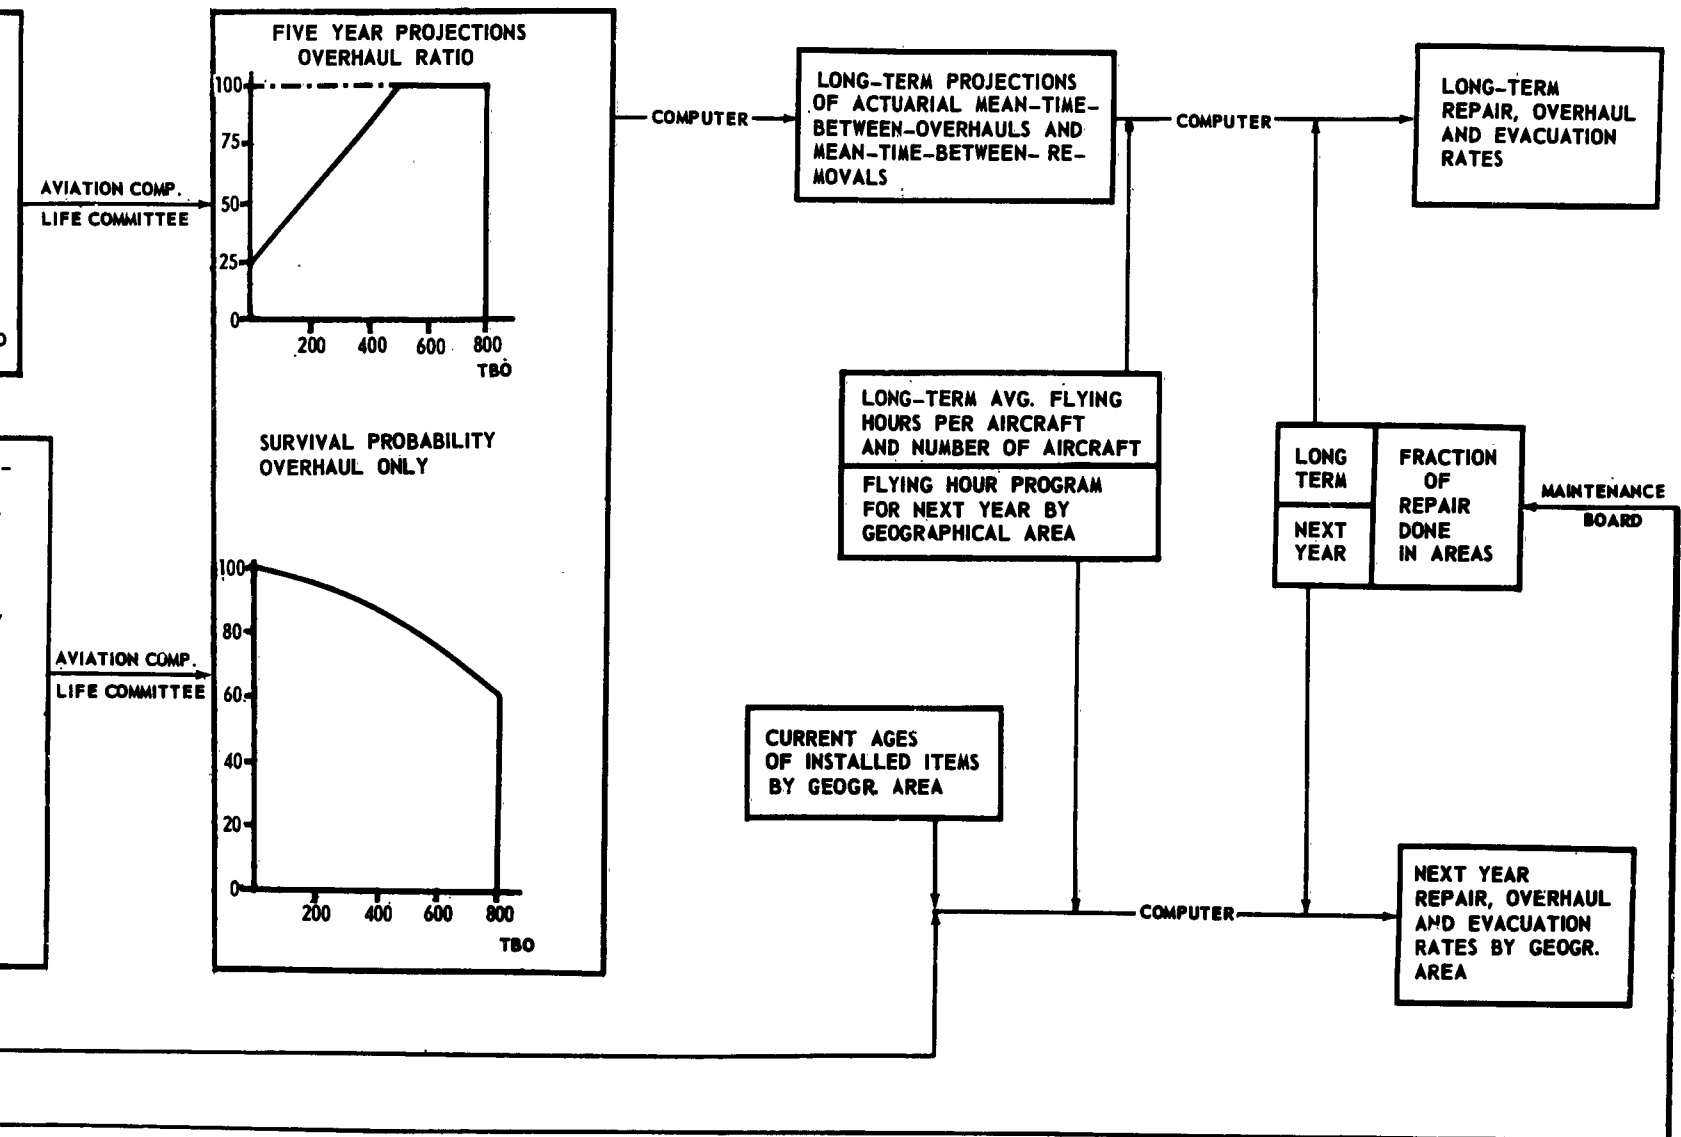 FIVE YEAR PROJECTIONS
OVERHAUL RATIO
100
75
50
25
0
200 400 600 800
TBO
AVIATION COMP.
LIFE COMMITTEE
SURVIVAL PROBABILITY
OVERHAUL ONLY
100
80
60
40
20
0
200 400 600 800
TBO
AVIATION COMP.
LIFE COMMITTEE
COMPUTER
LONG-TERM PROJECTIONS
OF ACTUARIAL MEAN-TIME-
BETWEEN-OVERHAULS AND
MEAN-TIME-BETWEEN- RE-
MOVALS
COMPUTER
LONG-TERM
REPAIR, OVERHAUL
AND EVACUATION
RATES
LONG-TERM AVG. FLYING
HOURS PER AIRCRAFT
AND NUMBER OF AIRCRAFT
FLYING HOUR PROGRAM
FOR NEXT YEAR BY
GEOGRAPHICAL AREA
LONG
TERM
NEXT
YEAR
FRACTION
OF
REPAIR
DONE
IN AREAS
MAINTENANCE
BOARD
CURRENT AGES
OF INSTALLED ITEMS
BY GEOGR. AREA
COMPUTER
NEXT YEAR
REPAIR, OVERHAUL
AND EVACUATION
RATES BY GEOGR.
AREA